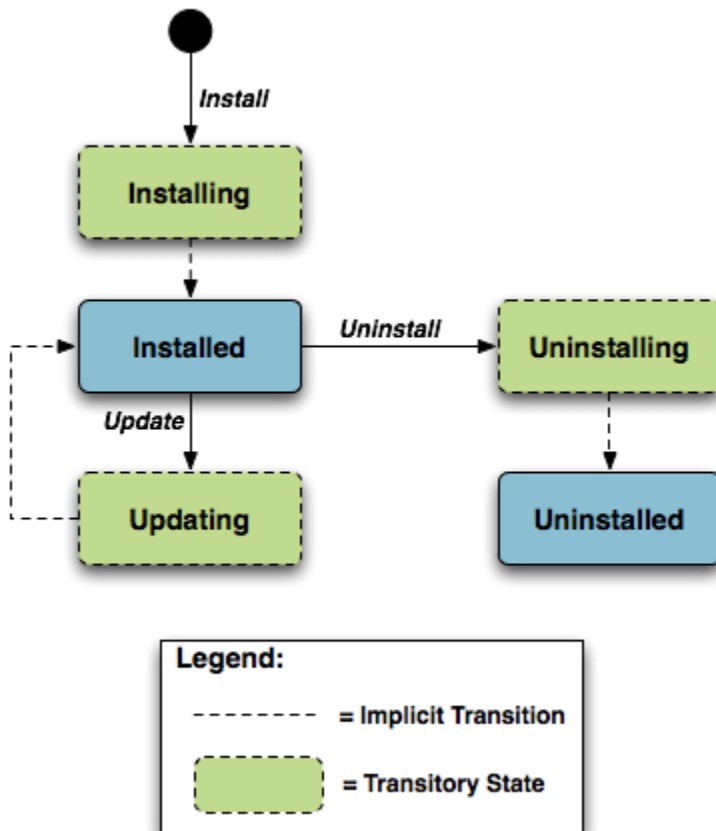 Install
Installing
Installed
Uninstall
Uninstalling
Update
Updating
Uninstalled
Legend:
= Implicit Transition
= Transitory State